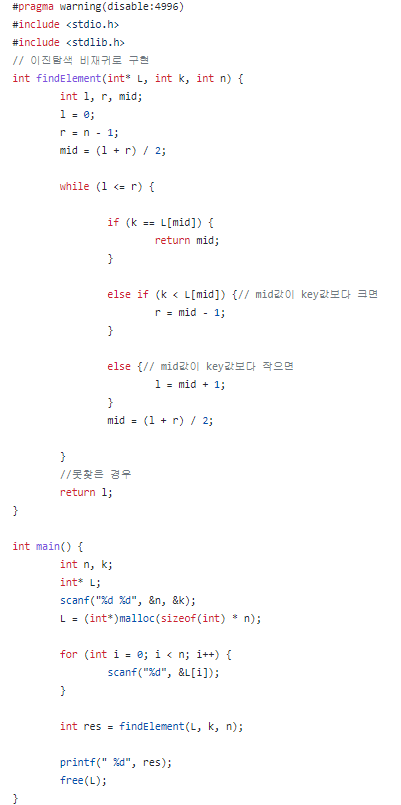 #pragma warning(disable:4996)
#include <stdio.h>
#include <stdlib.h>
// 이진탐색 비재귀로 구현
int findElement(int* L, int k, int n) {
int l, r, mid;
l = 0;
r = n - 1;
mid = (l + r) / 2;
while (l <= r) {
if (k == L[mid]) {
return mid;
}
else if (k < L[mid]) {// mid값이 key값보다 크면
r = mid - 1;
}
else {// mid값이 key값보다 작으면
l = mid + 1;
}
mid = (l + r) / 2;
}
//못찾은 경우
return l;
}
int main() {
int n, k;
int* L;
scanf("%d %d", &n, &k);
L = (int*)malloc(sizeof(int) * n);
for (int i = 0; i < n; i++) {
scanf("%d", &L[i]);
}
int res = findElement(L, k, n);
printf(" %d", res);
free(L);
}